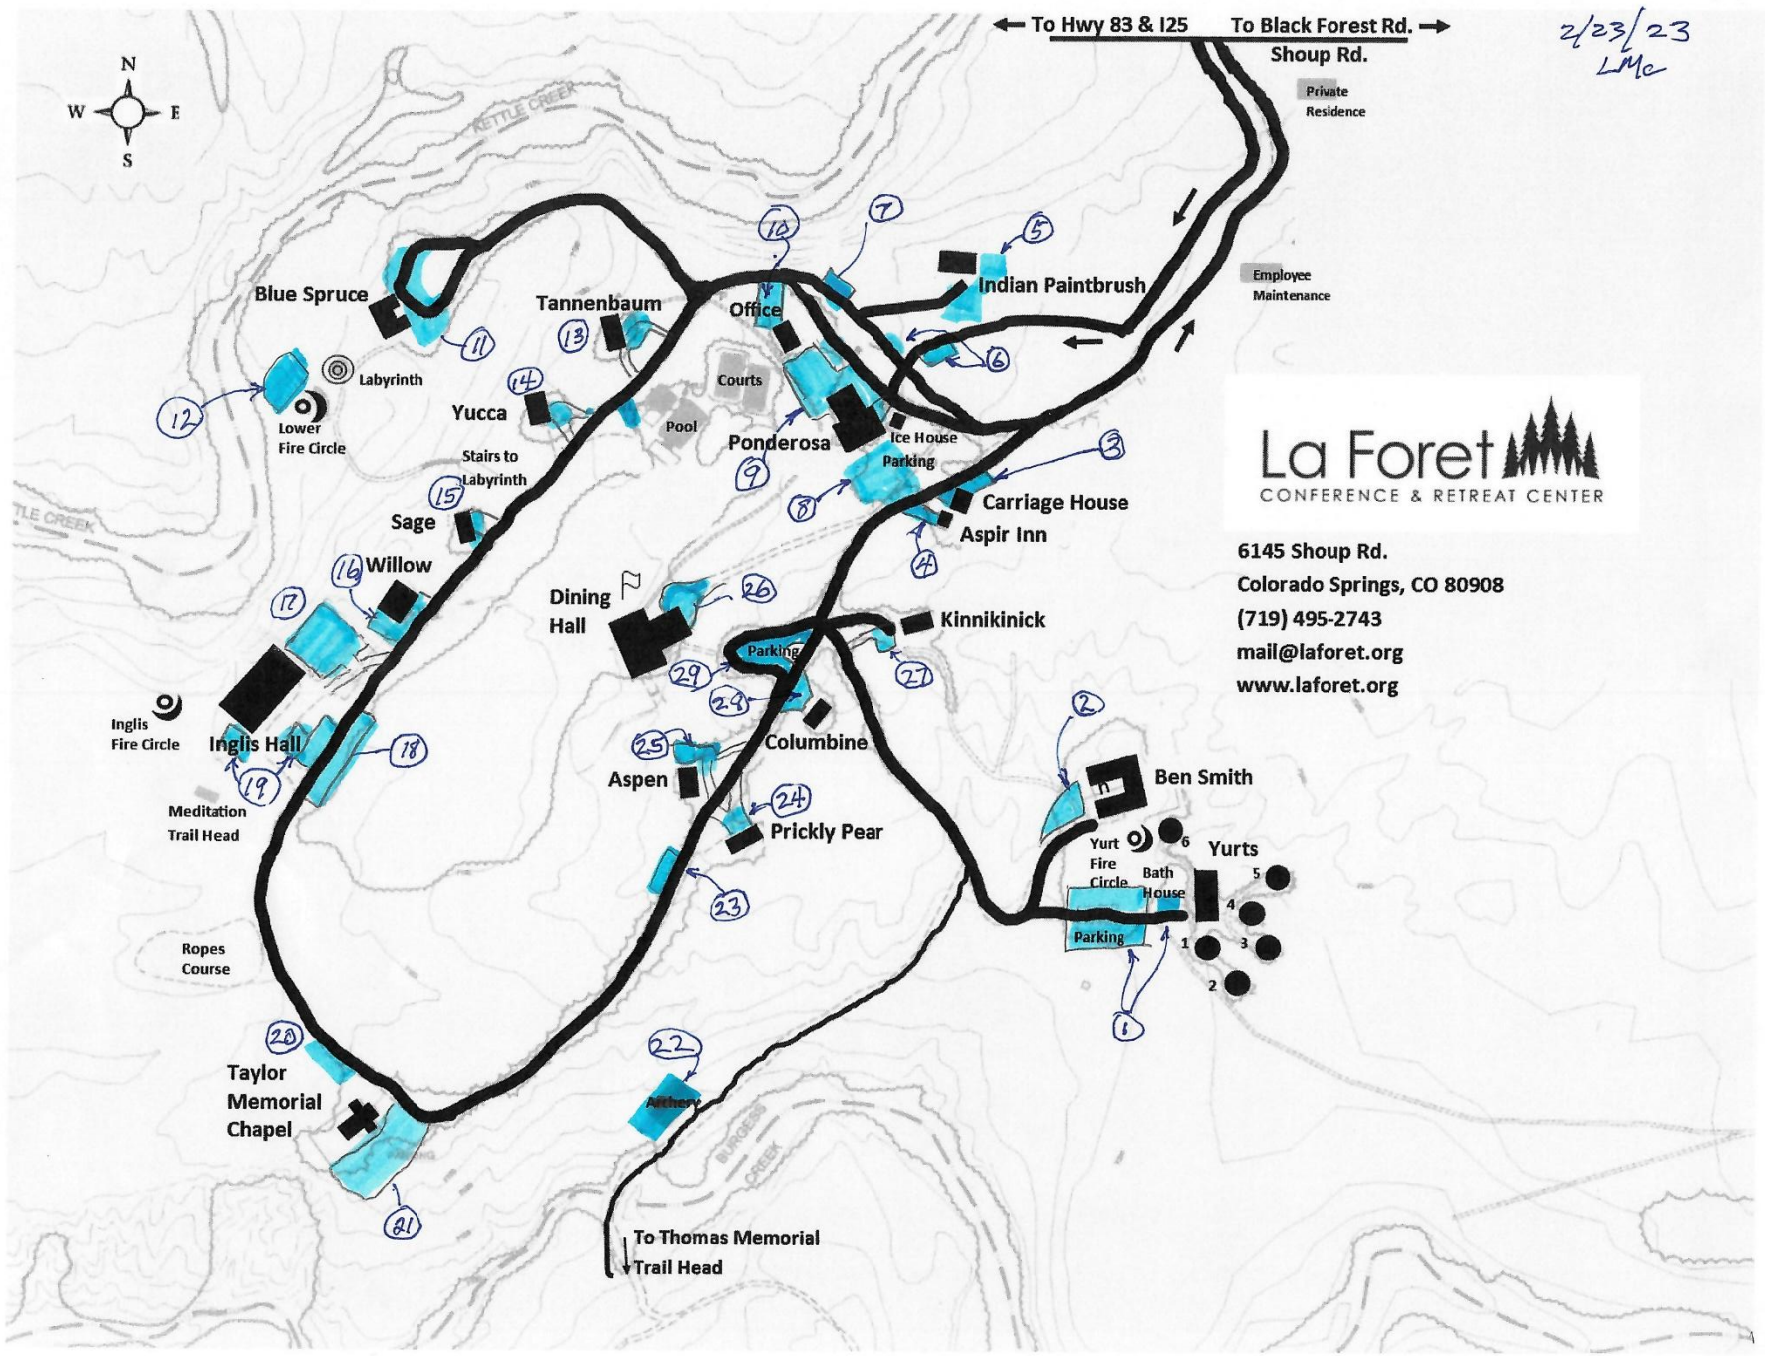 To Hwy 83 & I25
To Black Forest Rd.
Shoup Rd.
2/23/23
LMc
Private
Residence
N
W E
S
KETTLE CREEK
7
10
5
Indian Paintbrush
Employee
Maintenance
Blue Spruce
Tannenbaum
Office
13
11
6
Labyrinth
14
Courts
12
Yucca
Pool
Lower
Fire Circle
Ponderosa
Ice House
Parking
3
9
Stairs to
Labyrinth
15
8
Carriage House
Sage
Aspir Inn
TLE CREEK
4
La Foret
CONFERENCE & RETREAT CENTER
6145 Shoup Rd.
Colorado Springs, CO 80908
(719) 495-2743
mail@laforet.org
www.laforet.org
16
Willow
17
Dining
Hall
26
Kinnikinick
Parking
29
27
28
2
Inglis
Fire Circle
Inglis Hall
18
19
25
Columbine
Aspen
Ben Smith
24
Prickly Pear
Meditation
Trail Head
Yurt
Fire
Circle
6
Yurts
Bath
House
5
4
23
Parking
1
3
2
Ropes
Course
1
20
22
Taylor
Memorial
Chapel
Archery
BURGESS
CREEK
PARKING
21
To Thomas Memorial
Trail Head